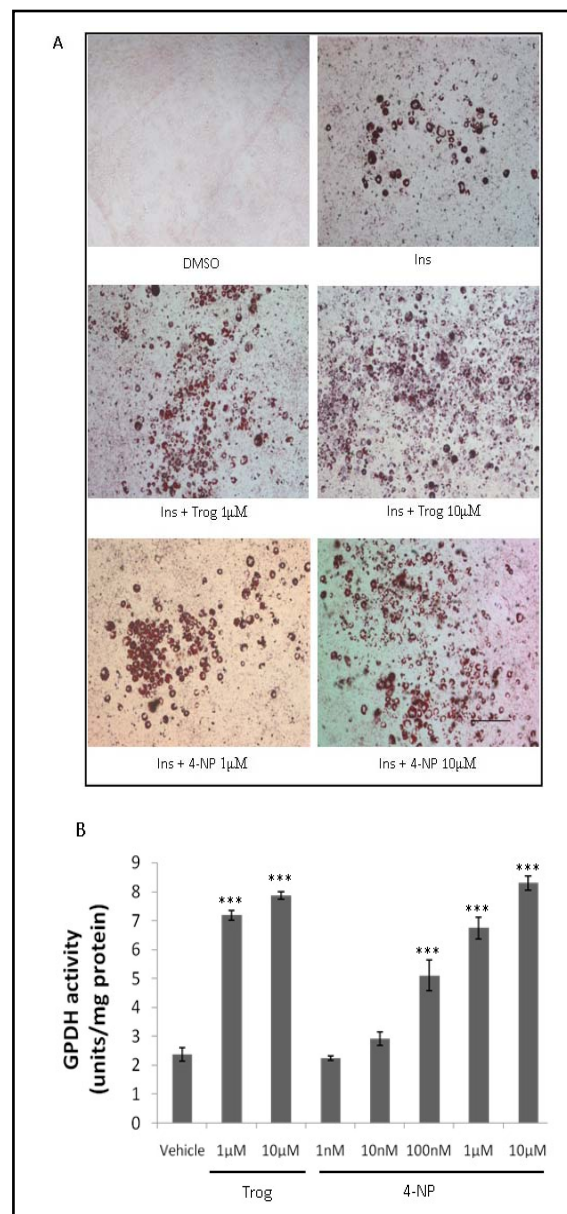 A
DMSO
Ins
Ins + Trog 1µM
Ins + Trog 10µM
Ins + 4-NP 1µM
Ins + 4-NP 10µM
B
GPDH activity
(units/mg protein)
9
8
7
6
5
4
3
2
1
0
*** *** *** *** ***
Vehicle 1µM 10µM 1nM 10nM 100nM 1µM 10µM
Trog 4-NP